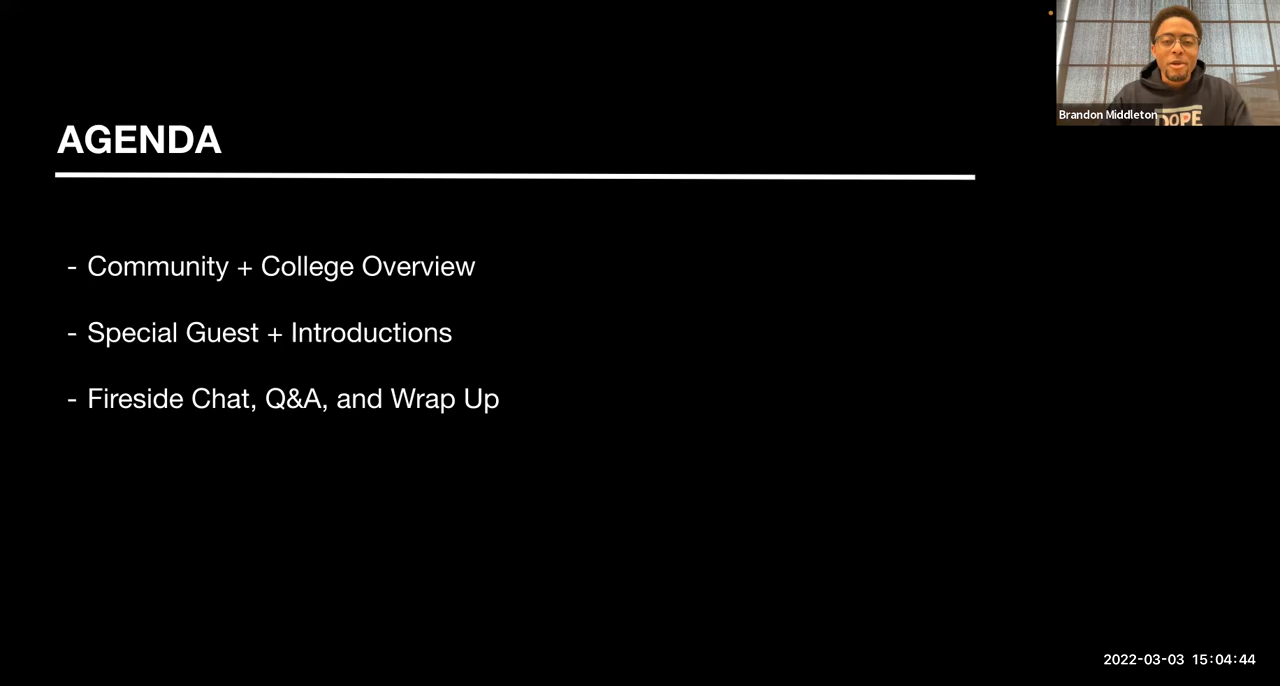 AGENDA
- Community + College Overview
- Special Guest + Introductions
- Fireside Chat, Q&A, and Wrap Up
Brandon Middleton
DOPE
2022-03-03 15:04:44